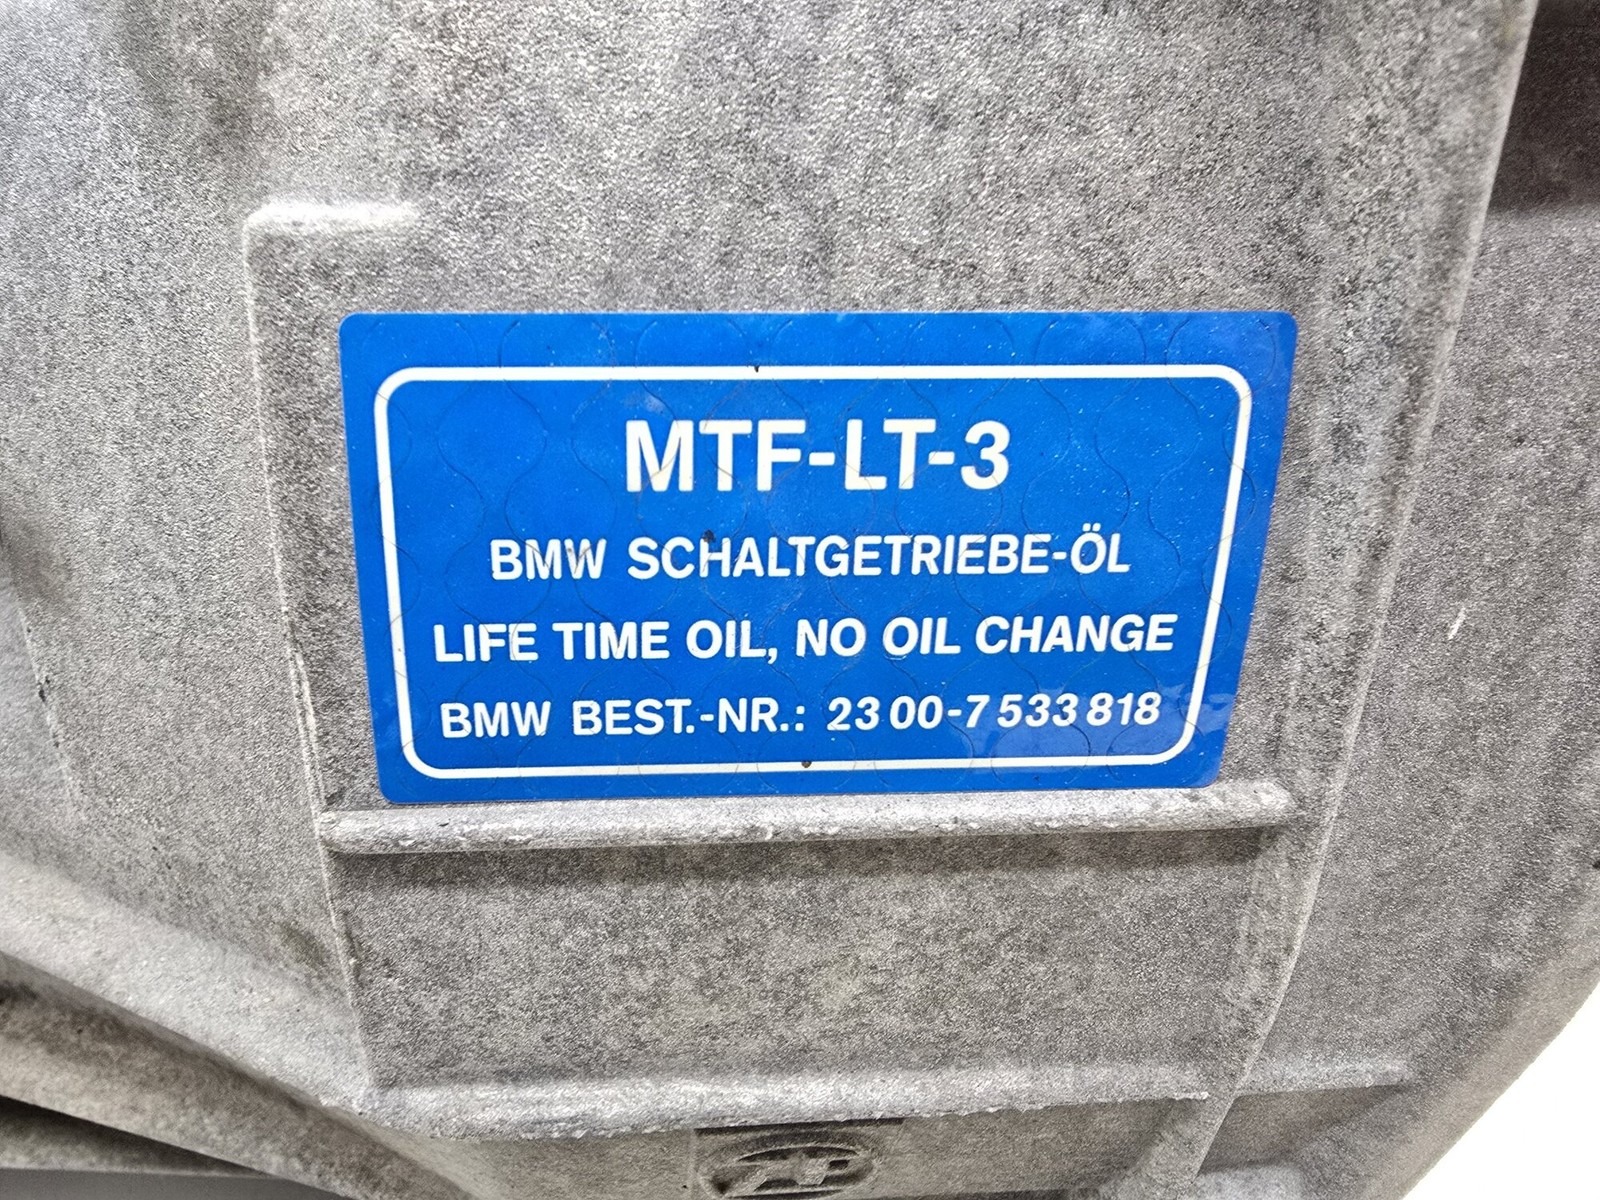 MTF-LT-3
BMW SCHALTGETRIEBE-ÖL
LIFE TIME OIL, NO OIL CHANGE
BMW BEST.-NR.: 23 00-7 533 818